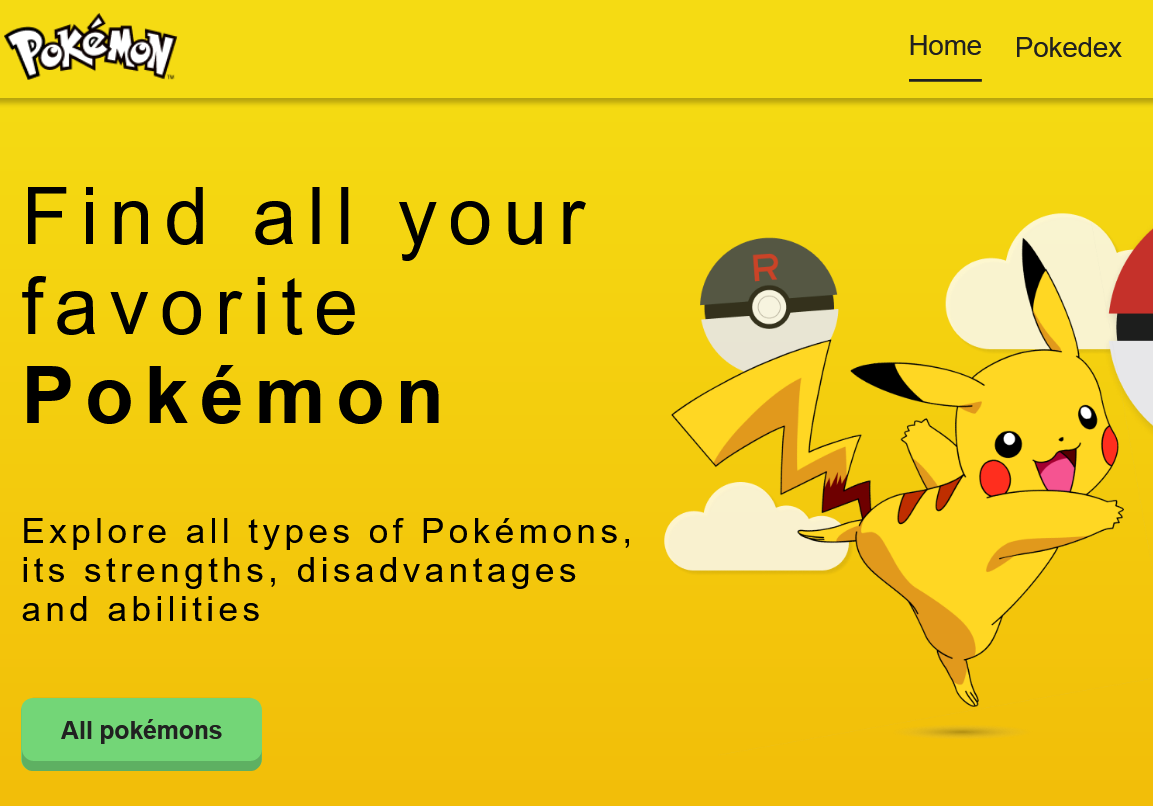 POKéMON™
Home
Pokedex
Find all your
favorite
Pokémon
R
Explore all types of Pokémons,
its strengths, disadvantages
and abilities
All pokémons